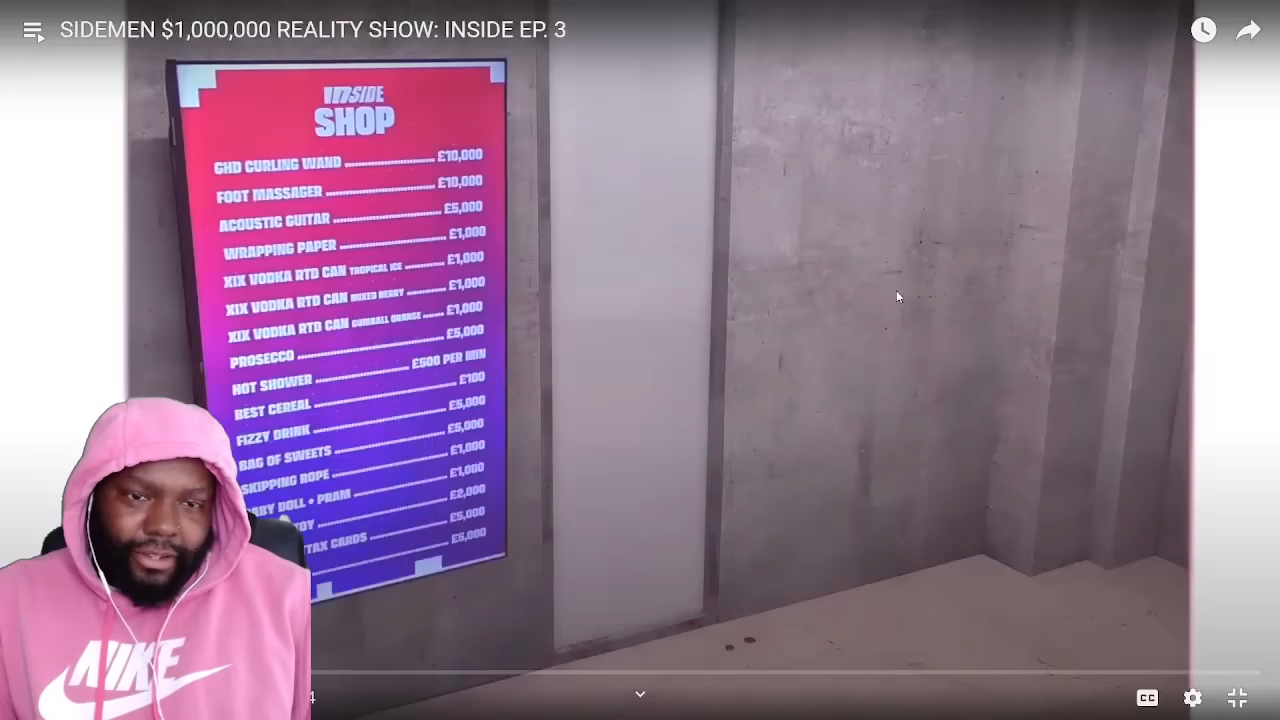 SIDEMEN $1,000,000 REALITY SHOW: INSIDE EP. 3
INSIDE
SHOP
GHD CURLING WAND £10,000
FOOT MASSAGER £10,000
ACOUSTIC GUITAR £5,000
WRAPPING PAPER £1,000
XIX VODKA RTD CAN TROPICAL ICE £1,000
XIX VODKA RTD CAN MIXED BERRY £1,000
XIX VODKA RTD CAN GUMBALL ORANGE £1,000
PROSECCO £5,000
HOT SHOWER £500 PER MIN
BEST CEREAL £100
FIZZY DRINK £5,000
BAG OF SWEETS £5,000
SKIPPING ROPE £1,000
DOLL + PRAM £1,000
£2,000
CARDS £5,000
£5,000
NIKE
CC